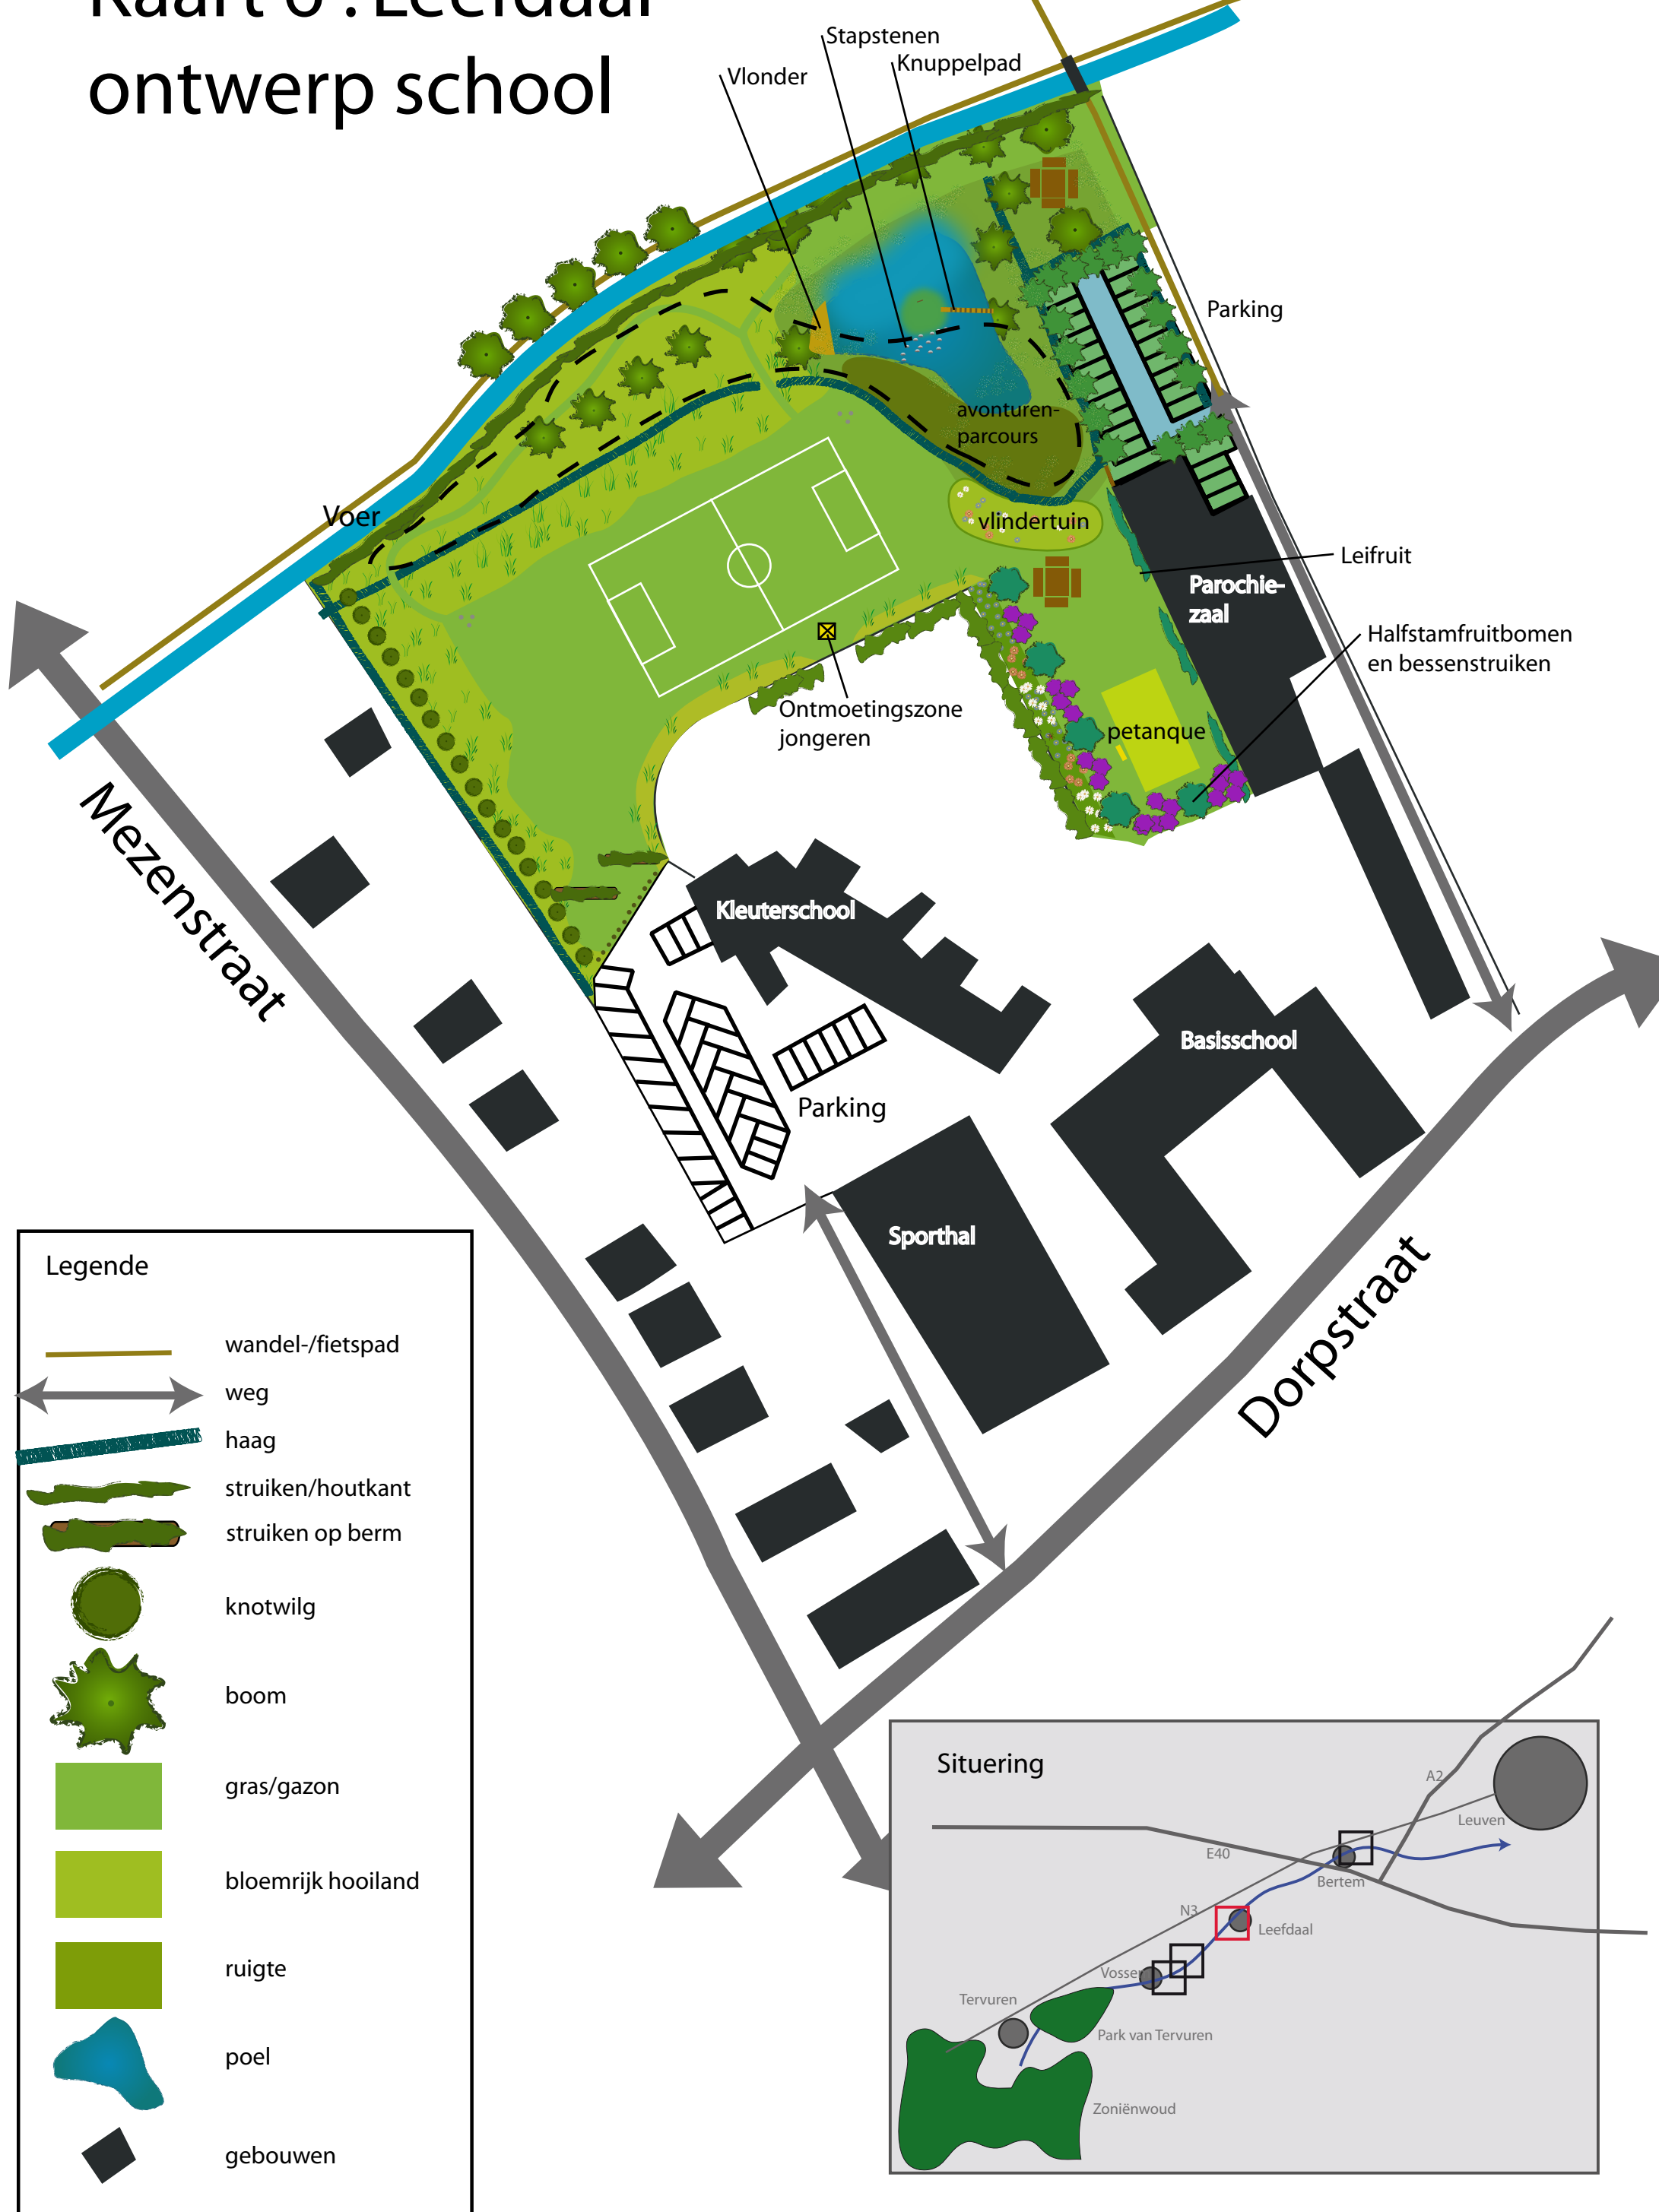 Kaart 6 : Leefdaal
ontwerp school
Stapstenen
Knuppelpad
Vlonder
Parking
avonturen-
parcours
Voer
vlindertuin
Leifruit
Parochie-
zaal
Halfstamfruitbomen
en bessenstruiken
Ontmoetingszone
jongeren
petanque
Mezenstraat
Kleuterschool
Basisschool
Parking
Sporthal
Dorpstraat
Legende
wandel-/fietspad
weg
haag
struiken/houtkant
struiken op berm
knotwilg
boom
gras/gazon
bloemrijk hooiland
ruigte
poel
gebouwen
Situering
A2
Leuven
E40
Bertem
N3
Leefdaal
Vossem
Tervuren
Park van Tervuren
Zoniënwoud